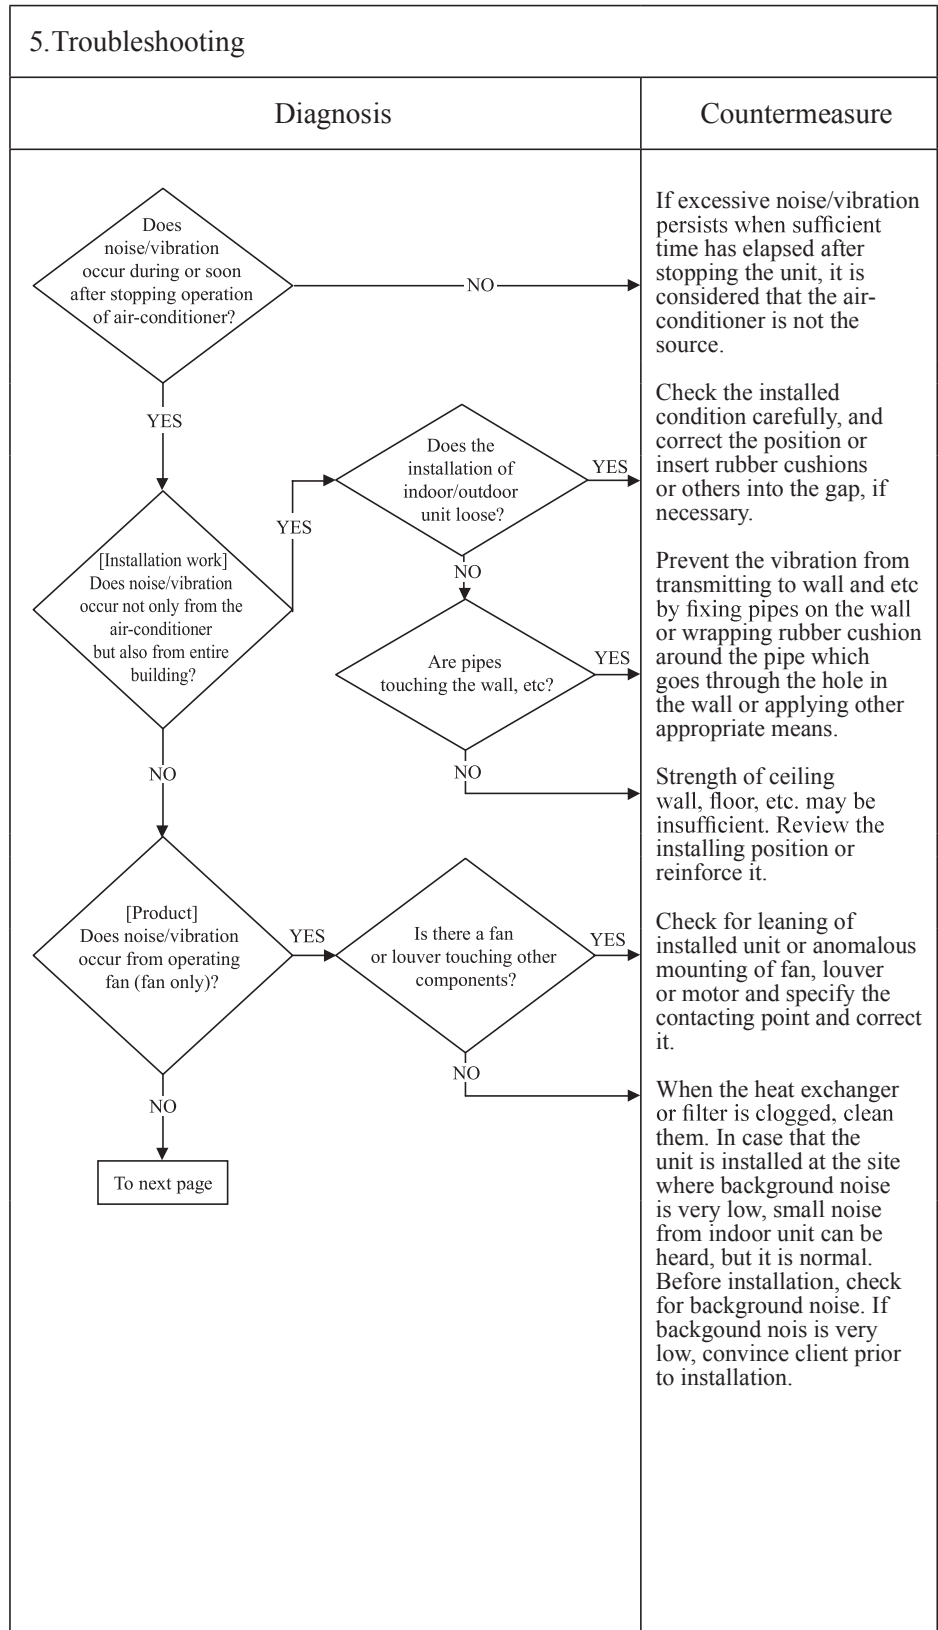 5.Troubleshooting
Diagnosis
Countermeasure
Does
noise/vibration
occur during or soon
after stopping operation
of air-conditioner?
NO
If excessive noise/vibration
persists when sufficient
time has elapsed after
stopping the unit, it is
considered that the air-
conditioner is not the
source.
YES
[Installation work]
Does noise/vibration
occur not only from the
air-conditioner
but also from entire
building?
YES
Does the
installation of
indoor/outdoor
unit loose?
YES
Check the installed
condition carefully, and
correct the position or
insert rubber cushions
or others into the gap, if
necessary.
NO
Are pipes
touching the wall, etc?
YES
Prevent the vibration from
transmitting to wall and etc
by fixing pipes on the wall
or wrapping rubber cushion
around the pipe which
goes through the hole in
the wall or applying other
appropriate means.
NO
Strength of ceiling
wall, floor, etc. may be
insufficient. Review the
installing position or
reinforce it.
NO
[Product]
Does noise/vibration
occur from operating
fan (fan only)?
YES
Is there a fan
or louver touching other
components?
YES
Check for leaning of
installed unit or anomalous
mounting of fan, louver
or motor and specify the
contacting point and correct
it.
NO
When the heat exchanger
or filter is clogged, clean
them. In case that the
unit is installed at the site
where background noise
is very low, small noise
from indoor unit can be
heard, but it is normal.
Before installation, check
for background noise. If
backgound nois is very
low, convince client prior
to installation.
NO
To next page